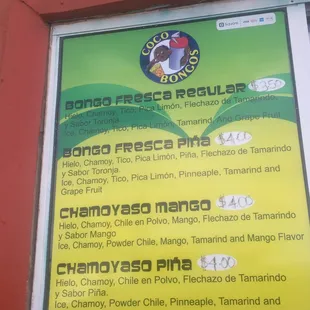 COCO
BONGOS
BONGO FRESCA REGULAR $3.50
Hielo, Chamoy, Tico, Pica Limón, Flechazo de Tamarindo,
y Sabor Toronja.
Ice, Chamoy, Tico, Pica Limón, Tamarind, And Grape Fruit
BONGO FRESCA PIÑA $4.00
Hielo, Chamoy, Tico, Pica Limón, Piña, Flechazo de Tamarindo
y Sabor Toronja.
Ice, Chamoy, Tico, Pica Limón, Pinneaple, Tamarind and
Grape Fruit
CHAMOYASO MANGO $4.00
Hielo, Chamoy, Chile en Polvo, Mango, Flechazo de Tamarindo
y Sabor Mango
Ice, Chamoy, Powder Chile, Mango, Tamarind and Mango Flavor
CHAMOYASO PIÑA $4.00
Hielo, Chamoy, Chile en Polvo, Piña, Flechazo de Tamarindo
y Sabor Piña.
Ice, Chamoy, Powder Chile, Pinneaple, Tamarind and